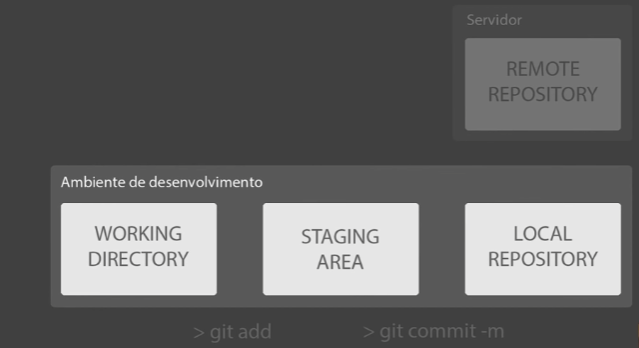 Servidor
REMOTE
REPOSITORY
Ambiente de desenvolvimento
WORKING
DIRECTORY
STAGING
AREA
LOCAL
REPOSITORY
> git add
> git commit -m